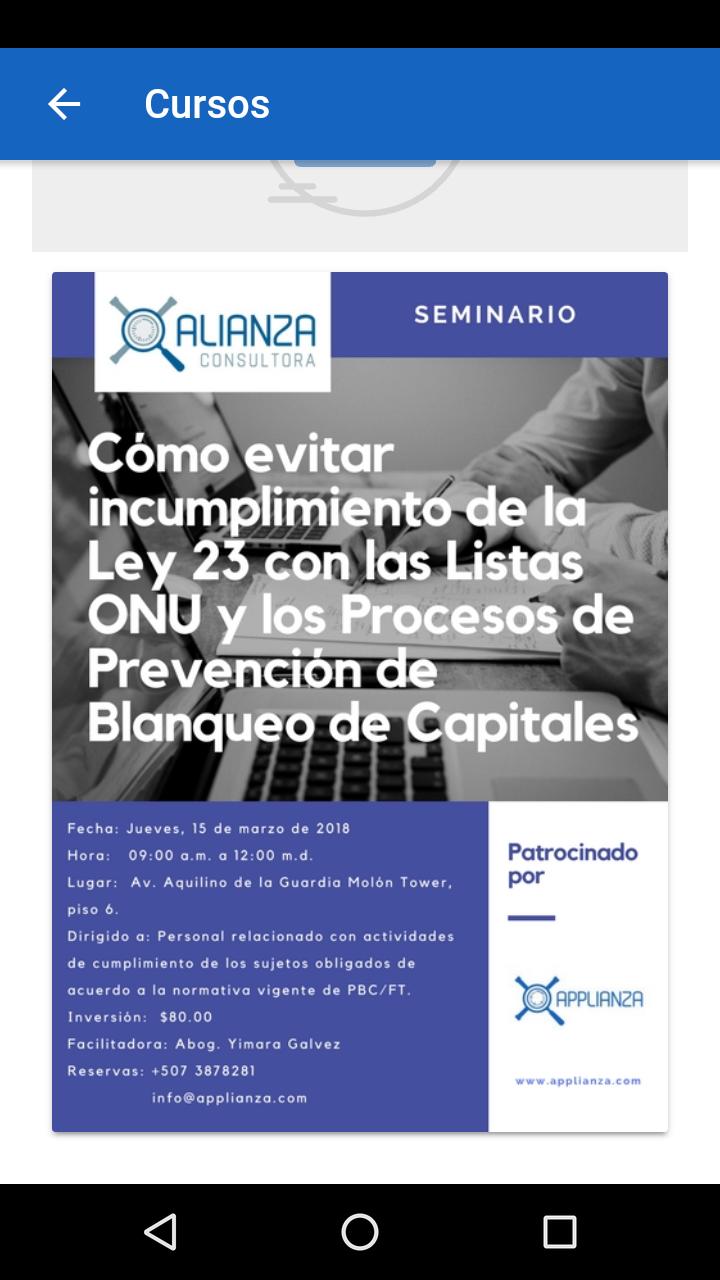 Cursos
ALIANZA
CONSULTORA
SEMINARIO
Cómo evitar
incumplimiento de la
Ley 23 con las Listas
ONU y los Procesos de
Prevención de
Blanqueo de Capitales
Fecha: Jueves, 15 de marzo de 2018
Hora: 09:00 a.m. a 12:00 m.d.
Lugar: Av. Aquilino de la Guardia Molón Tower,
piso 6.
Dirigido a: Personal relacionado con actividades
de cumplimiento de los sujetos obligados de
acuerdo a la normativa vigente de PBC/FT.
Inversión: $80.00
Facilitadora: Abog. Yimara Galvez
Reservas: +507 3878281
info@applianza.com
Patrocinado
por
APPLIANZA
www.applianza.com